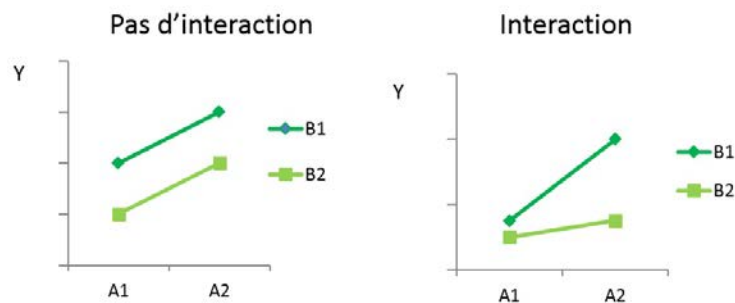 Pas d’interaction
Y
B1
B2
A1 A2
Interaction
Y
B1
B2
A1 A2